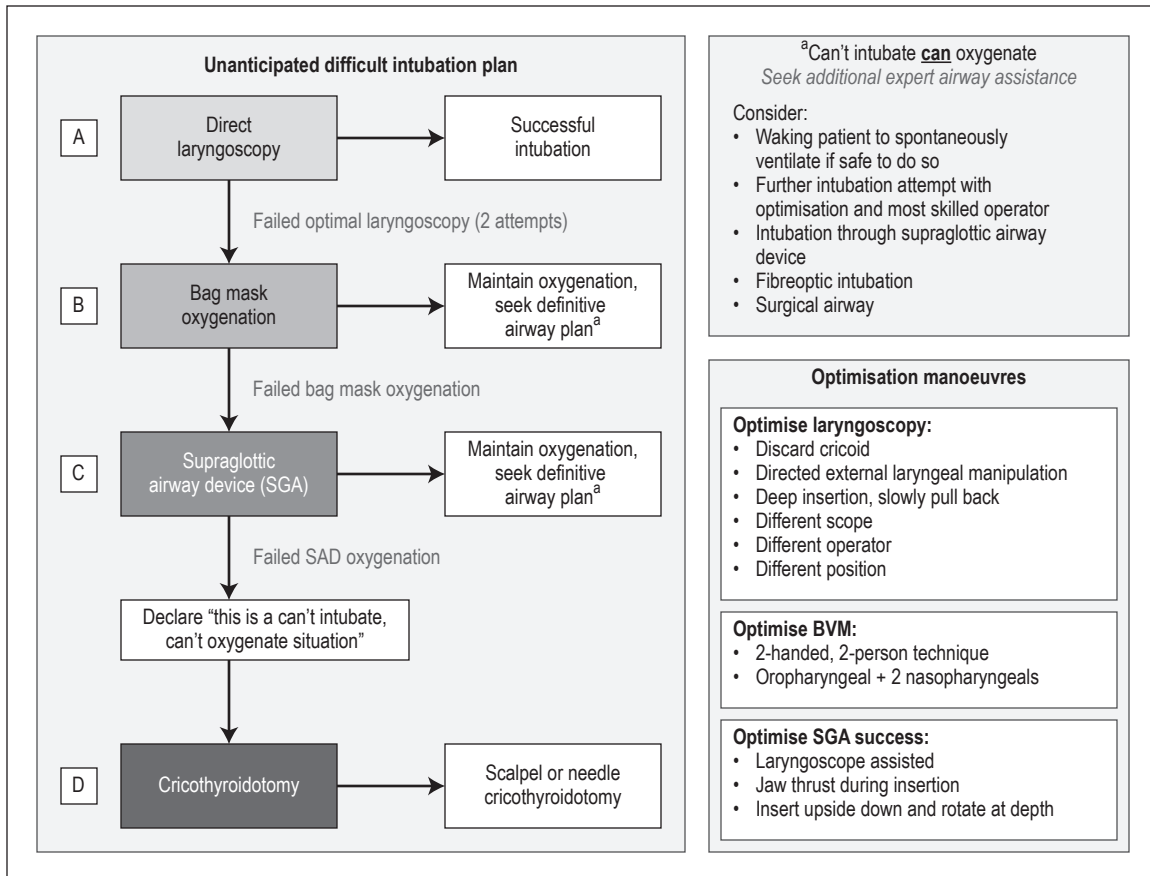 Unanticipated difficult intubation plan
A
Direct
laryngoscopy
Successful
intubation
Failed optimal laryngoscopy (2 attempts)
B
Bag mask
oxygenation
Maintain oxygenation,
seek definitive
airway planᵃ
Failed bag mask oxygenation
C
Supraglottic
airway device (SGA)
Maintain oxygenation,
seek definitive
airway planᵃ
Failed SAD oxygenation
Declare “this is a can’t intubate,
can’t oxygenate situation”
D
Cricothyroidotomy
Scalpel or needle
cricothyroidotomy
ᵃCan’t intubate can oxygenate
Seek additional expert airway assistance
Consider:
• Waking patient to spontaneously
ventilate if safe to do so
• Further intubation attempt with
optimisation and most skilled operator
• Intubation through supraglottic airway
device
• Fibreoptic intubation
• Surgical airway
Optimisation manoeuvres
Optimise laryngoscopy:
• Discard cricoid
• Directed external laryngeal manipulation
• Deep insertion, slowly pull back
• Different scope
• Different operator
• Different position
Optimise BVM:
• 2-handed, 2-person technique
• Oropharyngeal + 2 nasopharyngeals
Optimise SGA success:
• Laryngoscope assisted
• Jaw thrust during insertion
• Insert upside down and rotate at depth